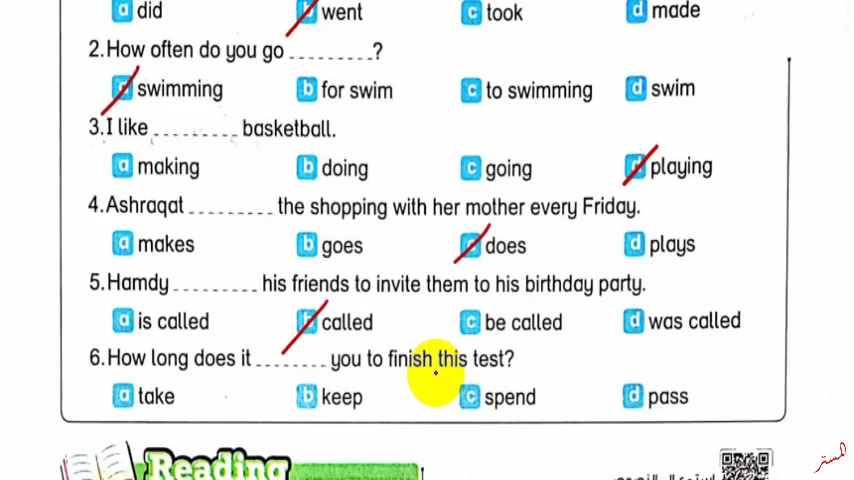 a did b went c took d made
2.How often do you go _ _ _ _ _ _ _ _ _?
a swimming b for swim c to swimming d swim
3.I like _ _ _ _ _ _ _ _ _ basketball.
a making b doing c going d playing
4.Ashraqat _ _ _ _ _ _ _ _ _ the shopping with her mother every Friday.
a makes b goes c does d plays
5.Hamdy _ _ _ _ _ _ _ _ _ his friends to invite them to his birthday party.
a is called b called c be called d was called
6.How long does it _ _ _ _ _ _ _ _ you to finish this test?
a take b keep c spend d pass
Reading